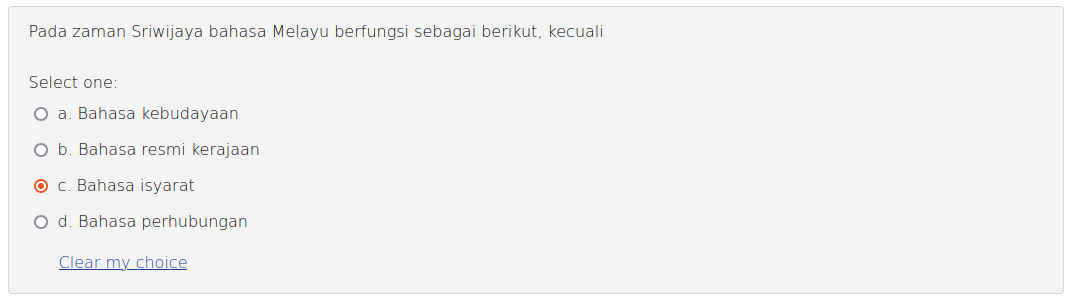 Pada zaman Sriwijaya bahasa Melayu berfungsi sebagai berikut, kecuali
Select one:
a. Bahasa kebudayaan
b. Bahasa resmi kerajaan
c. Bahasa isyarat
d. Bahasa perhubungan
Clear my choice